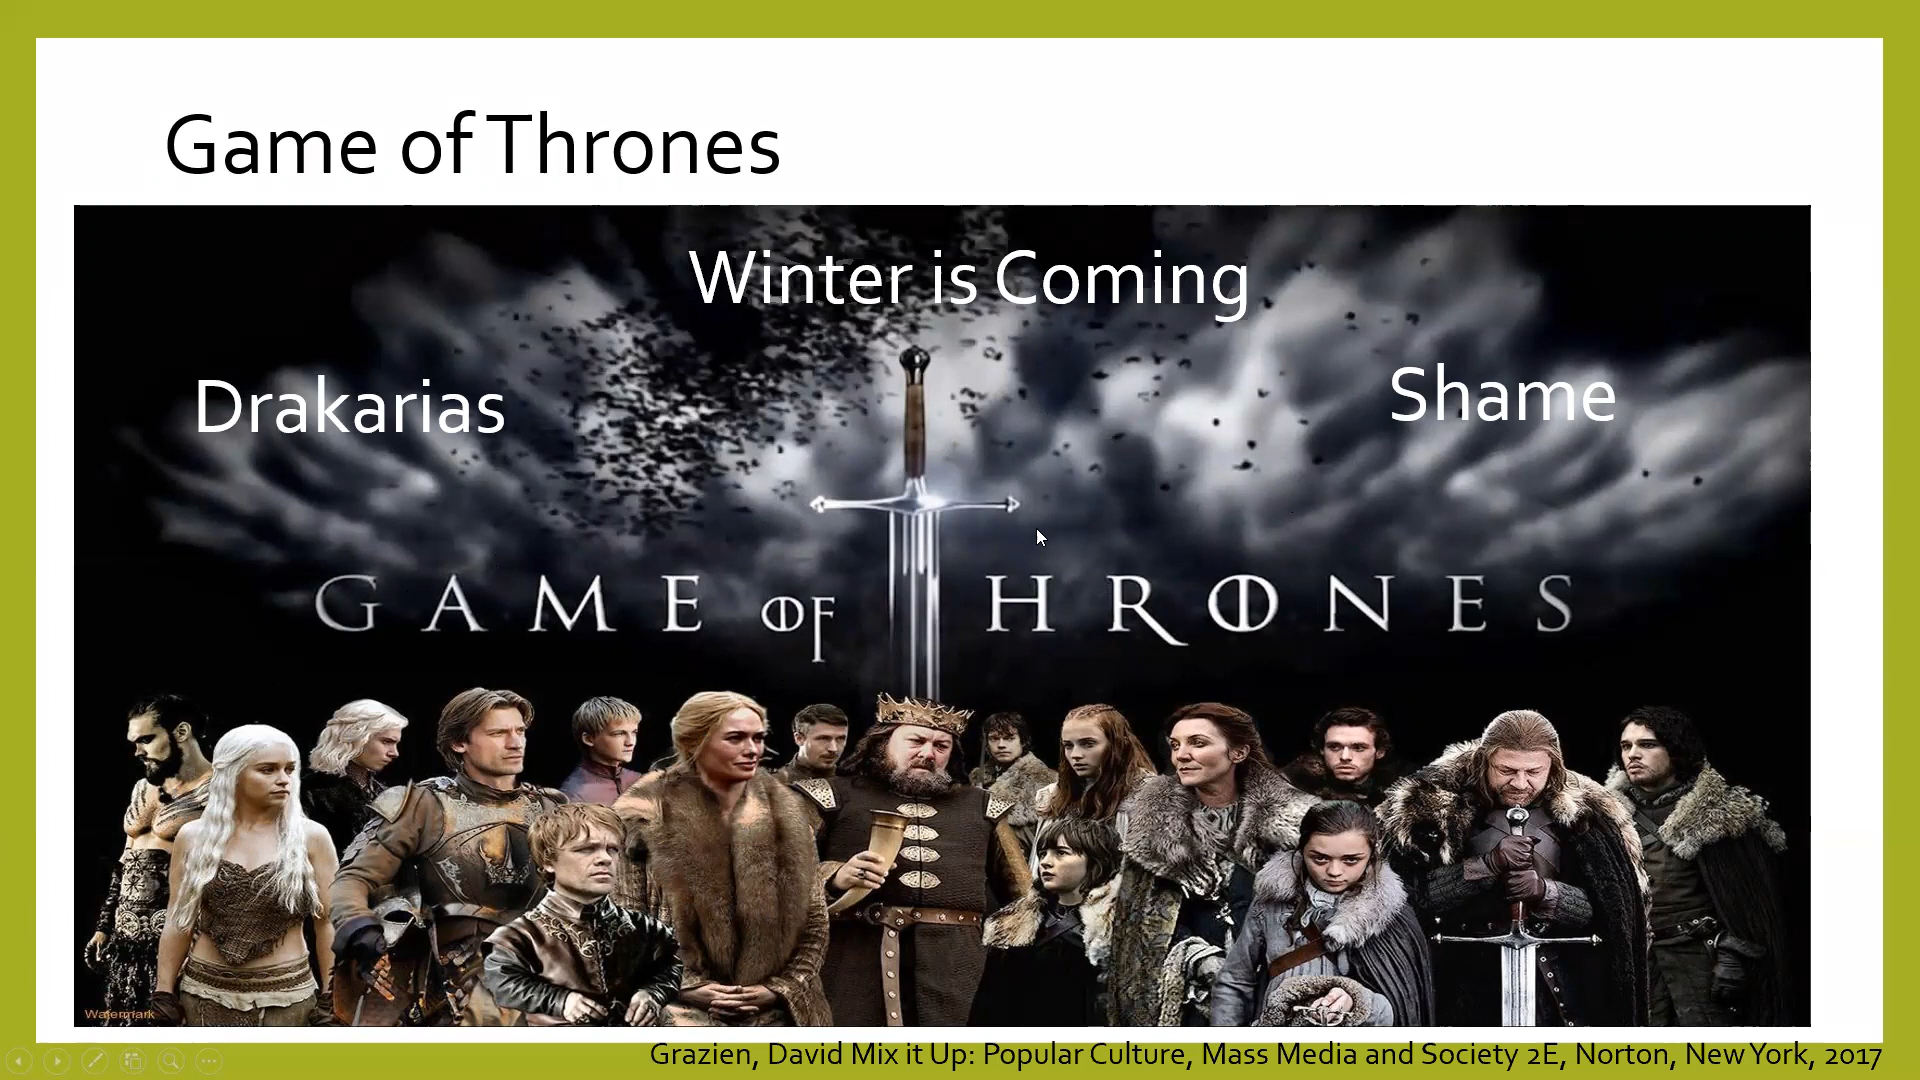 Game of Thrones
Winter is Coming
Drakarias
Shame
GAME OF THRONES
Watermark
Grazien, David Mix it Up: Popular Culture, Mass Media and Society 2E, Norton, New York, 2017